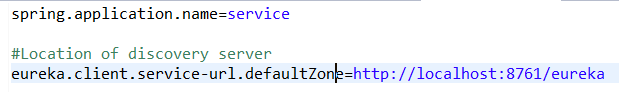 spring.application.name=service
#Location of discovery server
eureka.client.service-url.defaultZone=http://localhost:8761/eureka